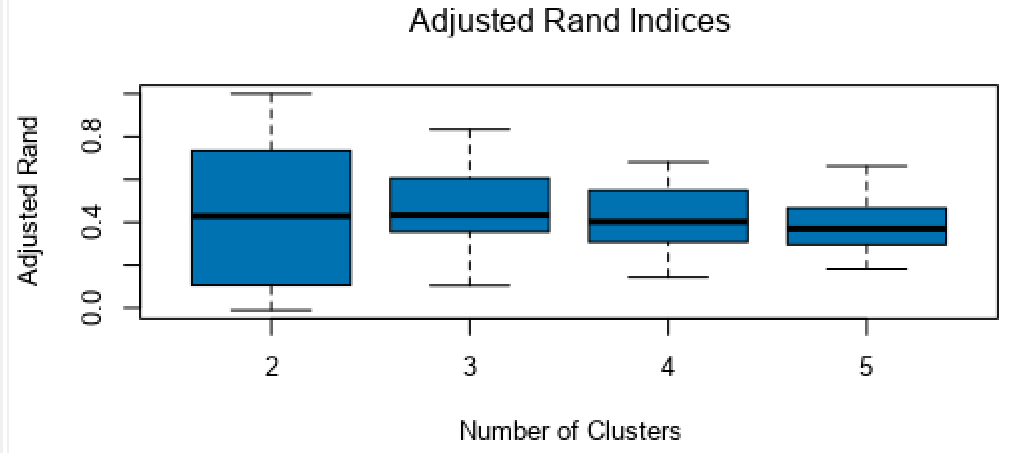 Adjusted Rand Indices
Adjusted Rand
0.8
0.4
0.0
2 3 4 5
Number of Clusters